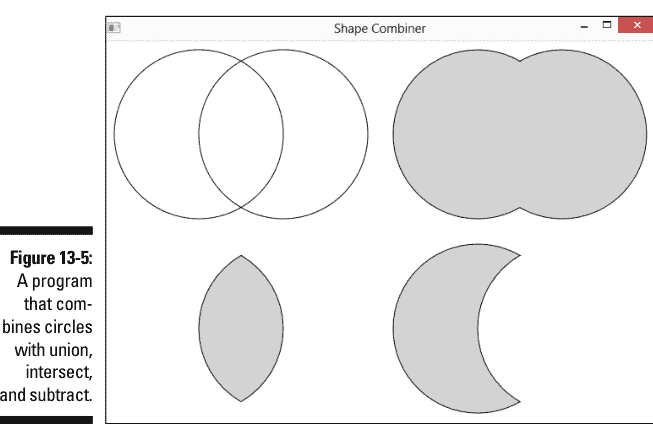 Shape Combiner
Figure 13-5:
A program
that com-
bines circles
with union,
intersect,
and subtract.